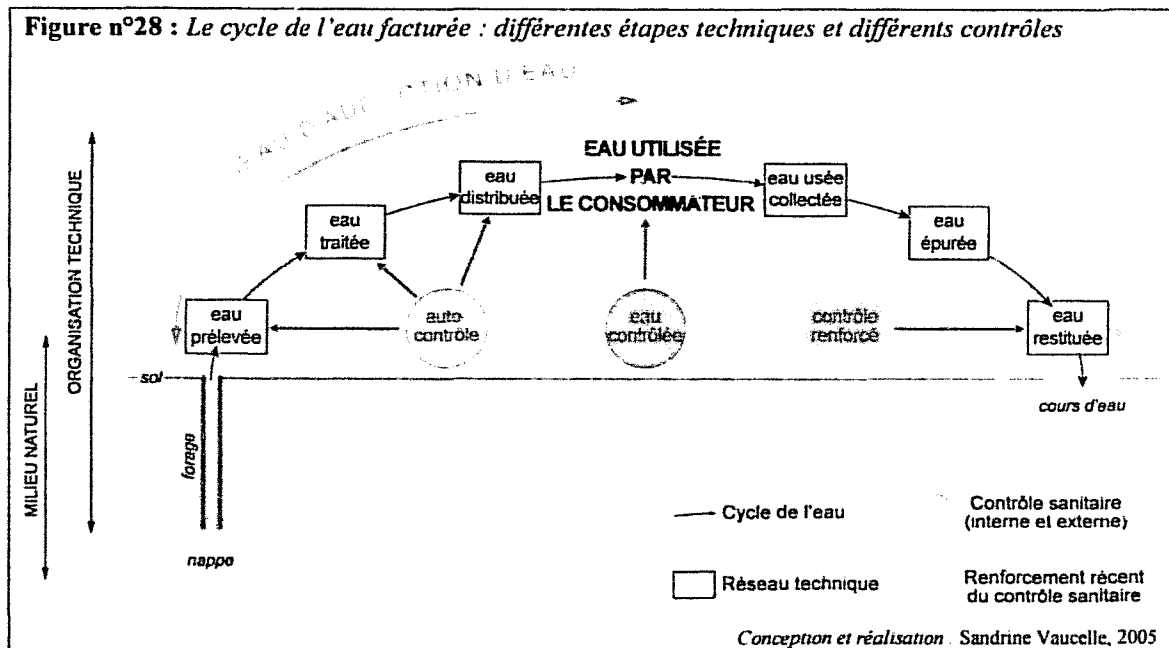 Figure n°28 : Le cycle de l'eau facturée : différentes étapes techniques et différents contrôles
D'EAU
EAU UTILISÉE
PAR
LE CONSOMMATEUR
eau
distribuée
eau usée
collectée
eau
traitée
eau
épurée
eau
prélevée
auto-
contrôle
eau
contrôlée
contrôle
renforcé
eau
restituée
ORGANISATION TECHNIQUE
MILIEU NATUREL
sol
forage
nappe
cours d'eau
Cycle de l'eau
Contrôle sanitaire
(interne et externe)
Réseau technique
Renforcement récent
du contrôle sanitaire
Conception et réalisation Sandrine Vaucelle, 2005